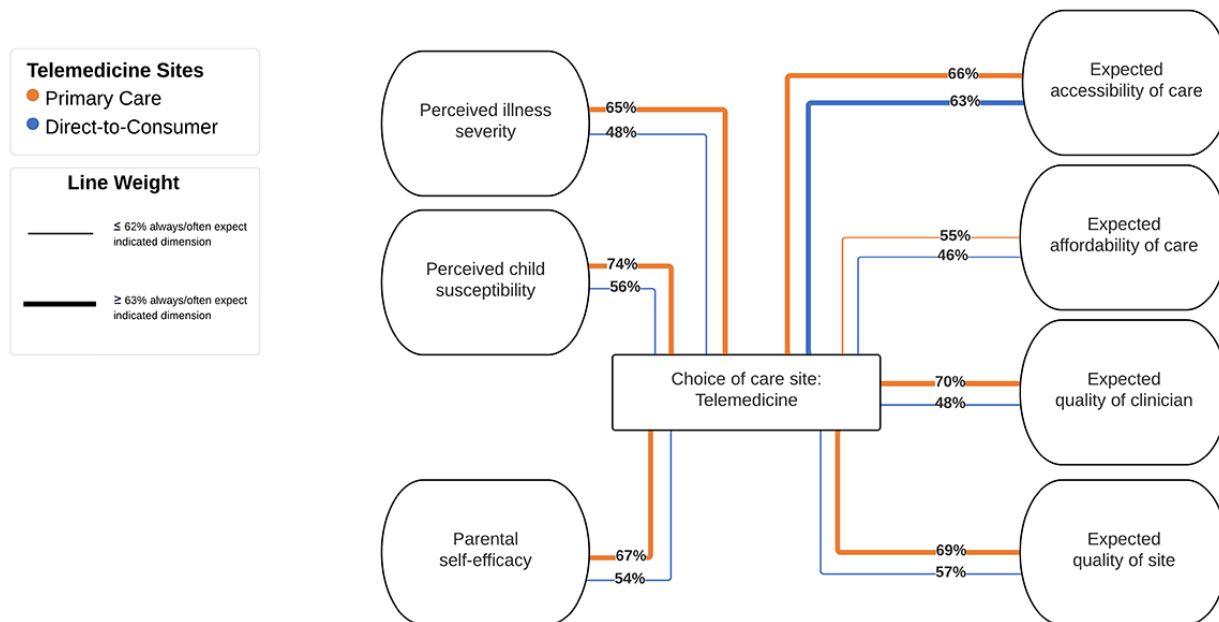 Telemedicine Sites
Primary Care
Direct-to-Consumer
Line Weight
≤ 62% always/often expect
indicated dimension
≥ 63% always/often expect
indicated dimension
Perceived illness
severity
65%
48%
Perceived child
susceptibility
74%
56%
Parental
self-efficacy
67%
54%
Choice of care site:
Telemedicine
66%
63%
Expected
accessibility of care
55%
46%
Expected
affordability of care
70%
48%
Expected
quality of clinician
69%
57%
Expected
quality of site